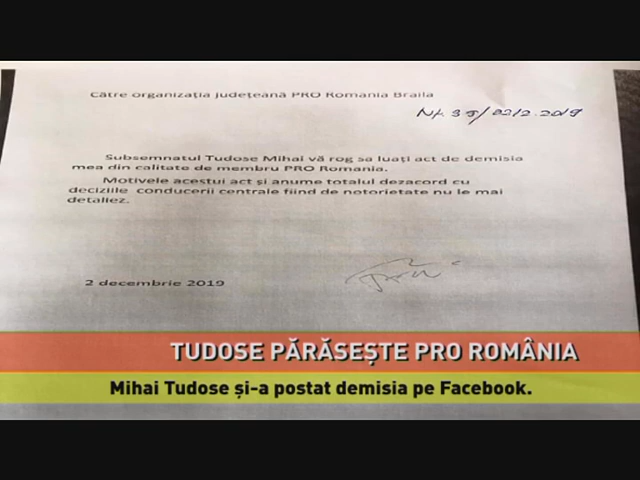 Către organizația județeană PRO Romania Braila
Nr. 35/0212.2019
Subsemnatul Tudose Mihai vă rog sa luați act de demisia
mea din calitate de membru PRO Romania.
Motivele acestui act și anume totalul dezacord cu
deciziile conducerii centrale fiind de notorietate nu le mai
detaliez.
2 decembrie 2019
TUDOSE PĂRĂSEȘTE PRO ROMÂNIA
Mihai Tudose și-a postat demisia pe Facebook.